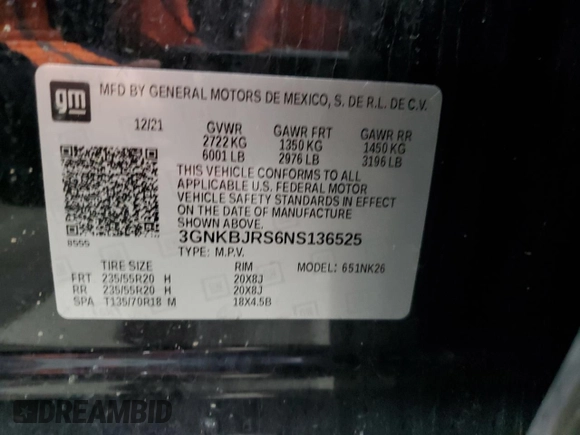 gm
MFD BY GENERAL MOTORS DE MEXICO, S. DE R.L. DE C.V.
12/21 GVWR GAWR FRT GAWR RR
2722 KG 1350 KG 1450 KG
6001 LB 2976 LB 3196 LB
THIS VEHICLE CONFORMS TO ALL
APPLICABLE U.S. FEDERAL MOTOR
VEHICLE SAFETY STANDARDS IN EFFECT
ON THE DATE OF MANUFACTURE
SHOWN ABOVE.
8555 3GNKBJRS6NS136525
TYPE: M.P.V.
TIRE SIZE RIM MODEL: 651NK26
FRT 235/55R20 H 20X8J
RR 235/55R20 H 20X8J
SPA T135/70R18 M 18X4.5B
DREAMBID